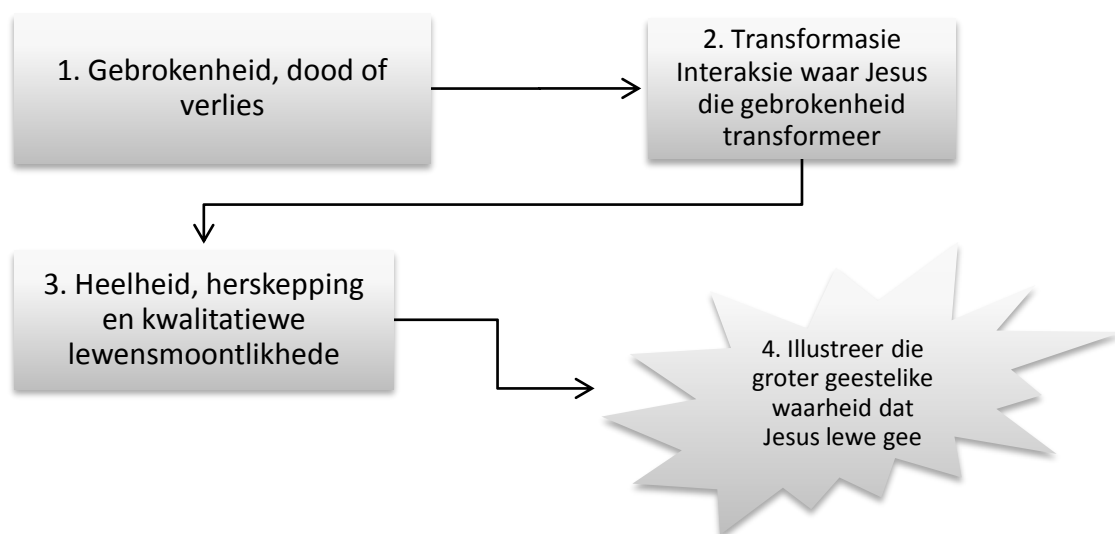 1. Gebrokenheid, dood of
verlies
2. Transformasie
Interaksie waar Jesus
die gebrokenheid
transformeer
3. Heelheid, herskepping
en kwalitatiewe
lewensmoontlikhede
4. Illustreer die
groter geestelike
waarheid dat
Jesus lewe gee